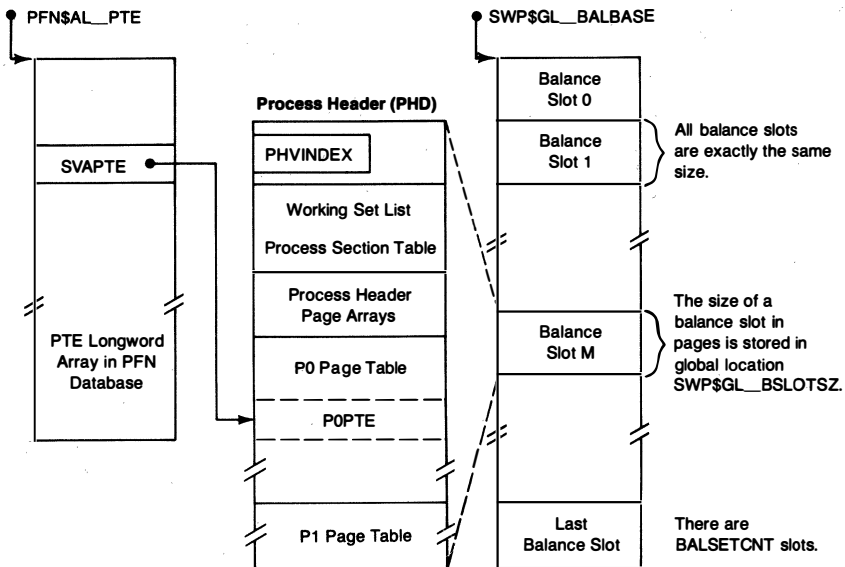 PFN$AL__PTE
SVAPTE
PTE Longword
Array in PFN
Database
Process Header (PHD)
PHVINDEX
Working Set List
Process Section Table
Process Header
Page Arrays
P0 Page Table
P0PTE
P1 Page Table
SWP$GL__BALBASE
Balance
Slot 0
Balance
Slot 1
All balance slots
are exactly the same
size.
Balance
Slot M
The size of a
balance slot in
pages is stored in
global location
SWP$GL__BSLOTSZ.
Last
Balance Slot
There are
BALSETCNT slots.